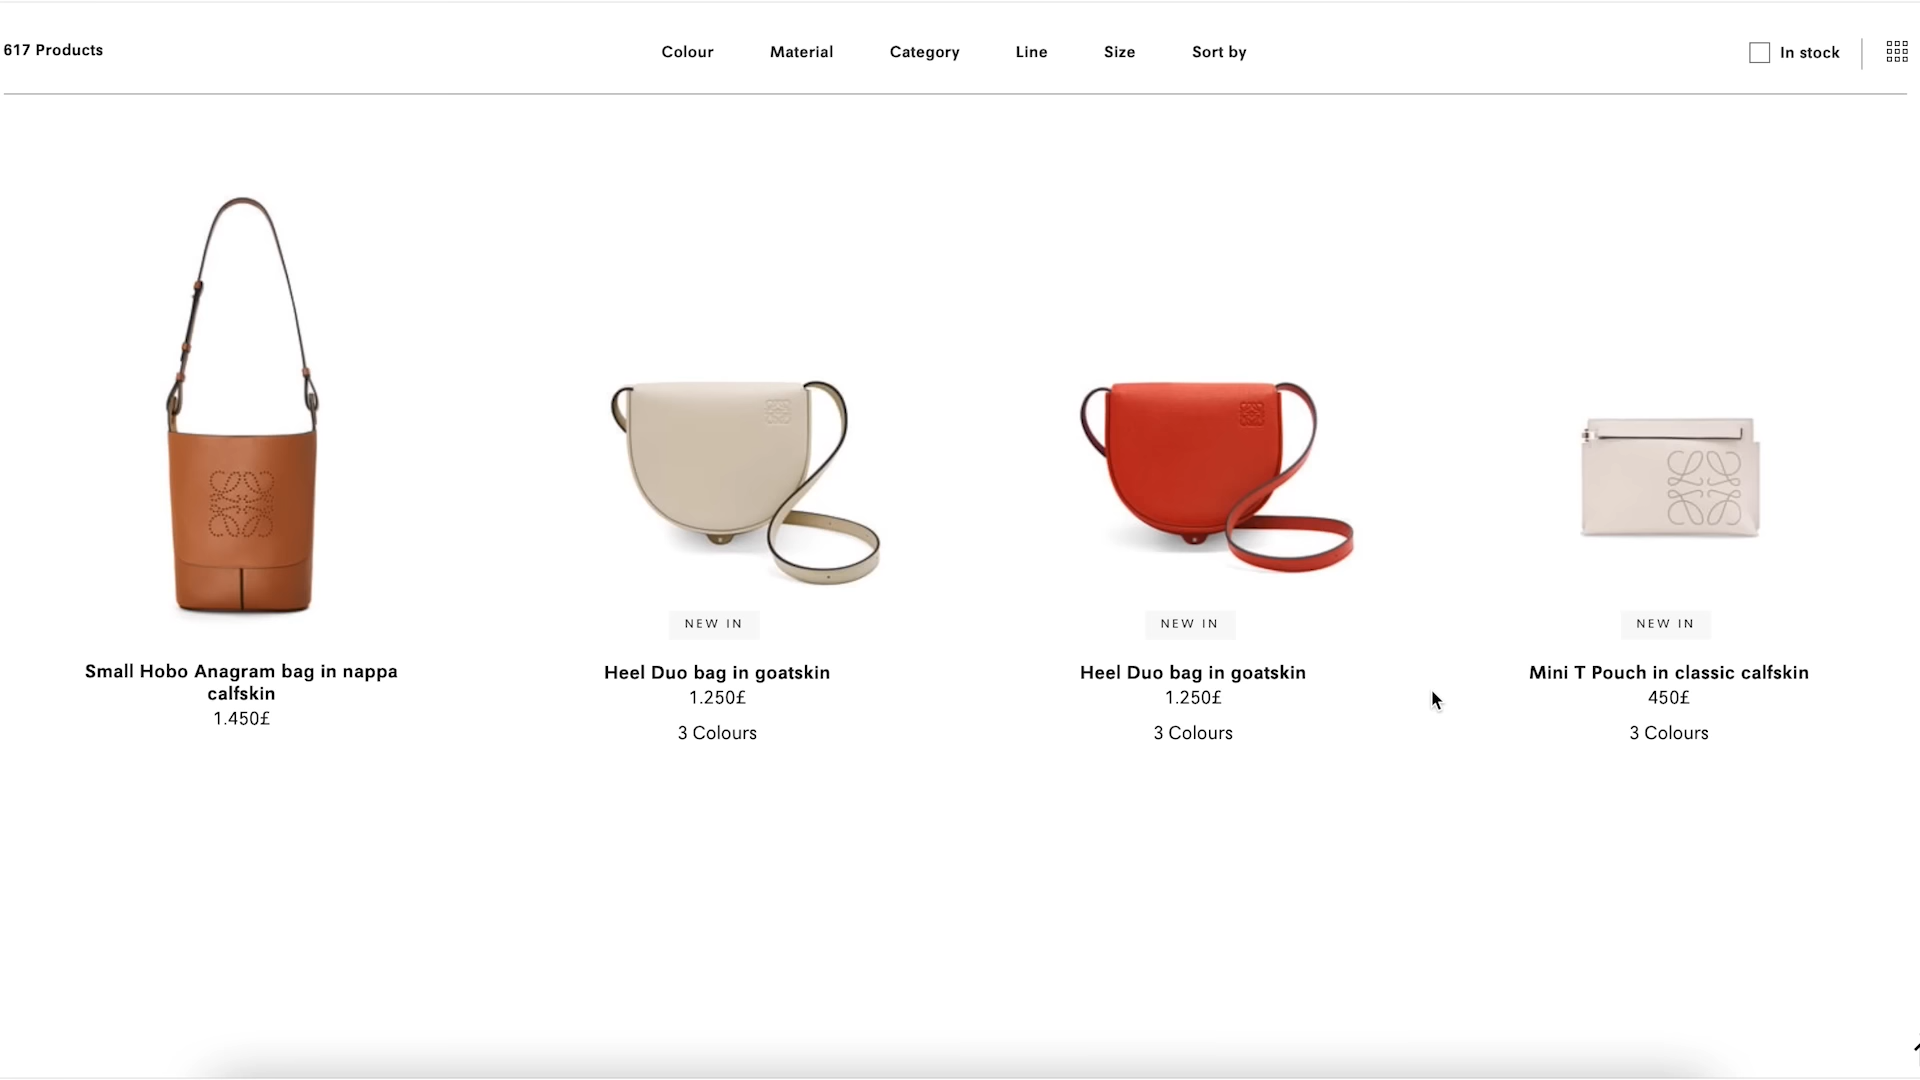 617 Products
Colour
Material
Category
Line
Size
Sort by
In stock
Small Hobo Anagram bag in nappa
calfskin
1.450£
NEW IN
Heel Duo bag in goatskin
1.250£
3 Colours
NEW IN
Heel Duo bag in goatskin
1.250£
3 Colours
NEW IN
Mini T Pouch in classic calfskin
450£
3 Colours